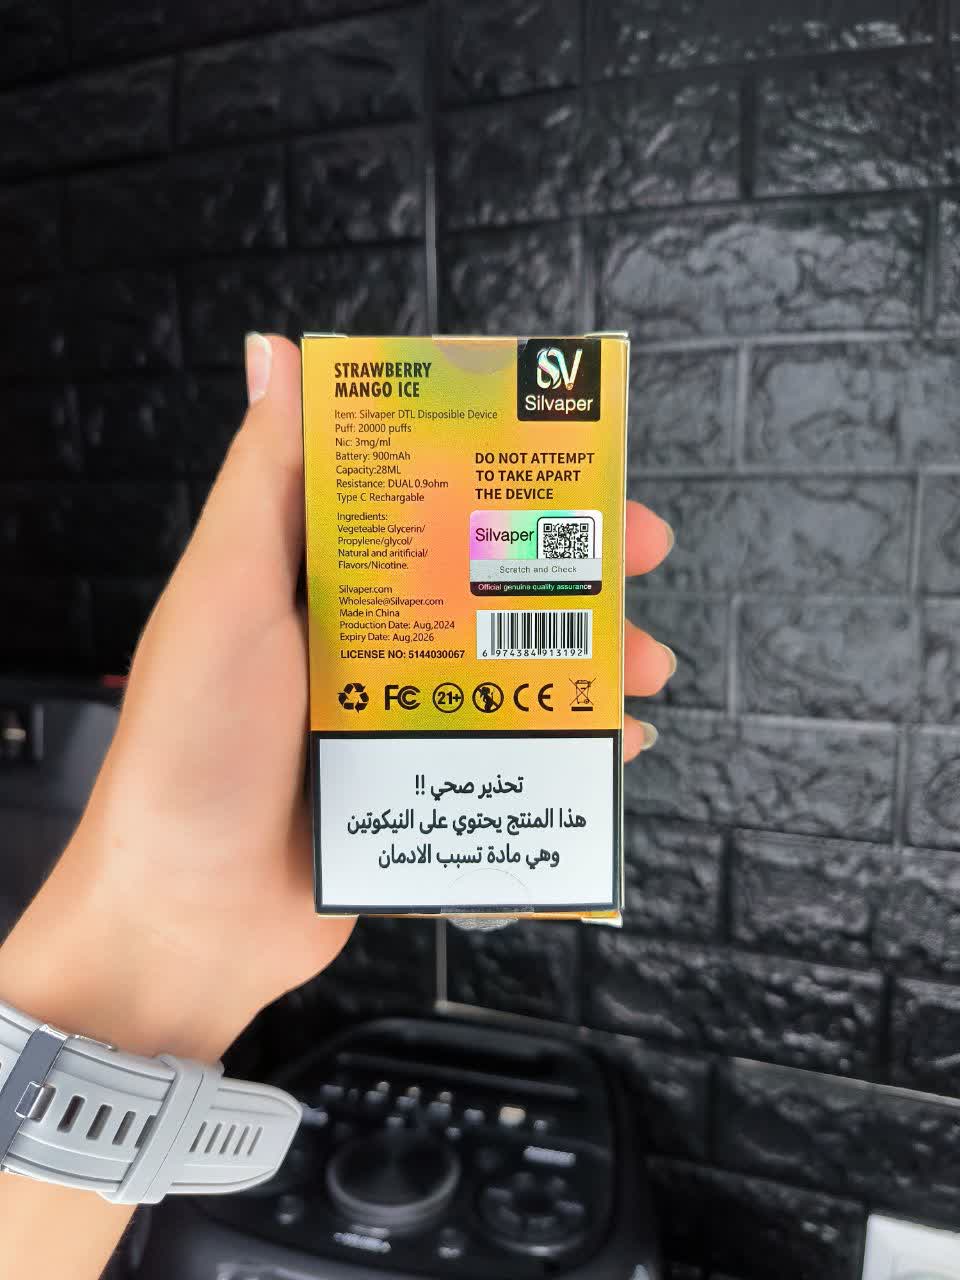 STRAWBERRY
MANGO ICE
SV
Silvaper
Item: Silvaper DTL Disposible Device
Puff: 20000 puffs
Nic: 3mg/ml
Battery: 900mAh
Capacity:28ML
Resistance: DUAL 0.9ohm
Type C Rechargable
DO NOT ATTEMPT
TO TAKE APART
THE DEVICE
Ingredients:
Vegeteable Glycerin/
Propylene/glycol/
Natural and aritificial/
Flavors/Nicotine.
Silvaper
Scratch and Check
Official genuine quality assurance
Silvaper.com
Wholesale@Silvaper.com
Made in China
Production Date: Aug,2024
Expiry Date: Aug,2026
LICENSE NO: 5144030067
6 974384 913192
FC
21+
CE
تحذير صحي !!
هذا المنتج يحتوي على النيكوتين
وهي مادة تسبب الادمان